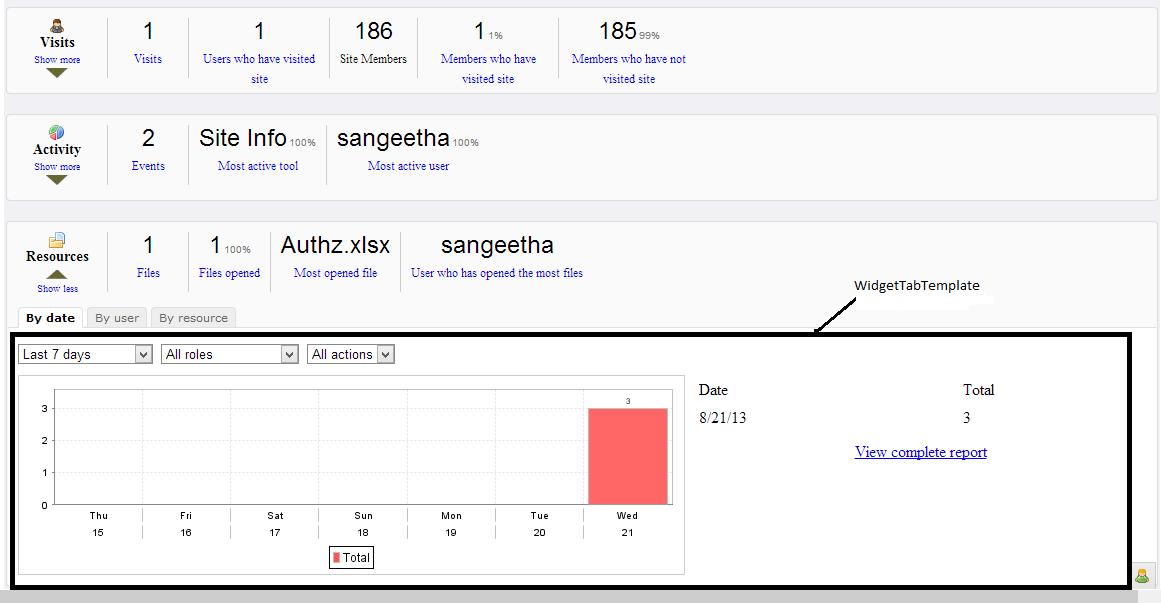 Visits
Show more
1
Visits
1
Users who have visited
site
186
Site Members
1 1%
Members who have
visited site
185 99%
Members who have not
visited site
Activity
Show more
2
Events
Site Info 100%
Most active tool
sangeetha 100%
Most active user
Resources
Show less
1
Files
1 100%
Files opened
Authz.xlsx
Most opened file
sangeetha
User who has opened the most files
WidgetTabTemplate
By date By user By resource
Last 7 days All roles All actions
3
3
2
1
0
Thu Fri Sat Sun Mon Tue Wed
15 16 17 18 19 20 21
Total
Date Total
8/21/13 3
View complete report